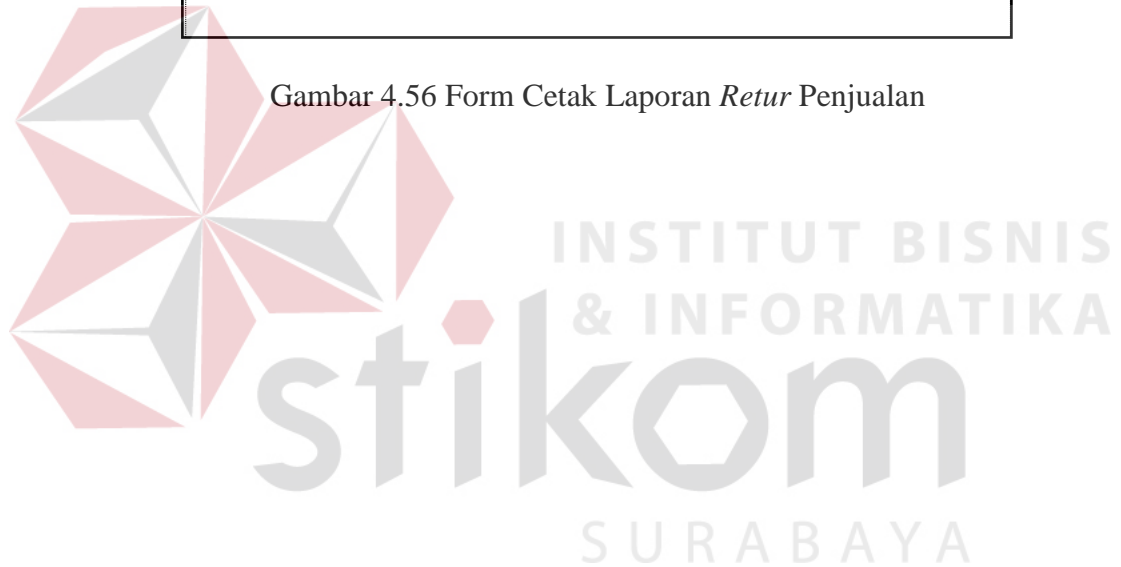 Gambar 4.56 Form Cetak Laporan Retur Penjualan
INSTITUT BISNIS
& INFORMATIKA
stikom
SURABAYA